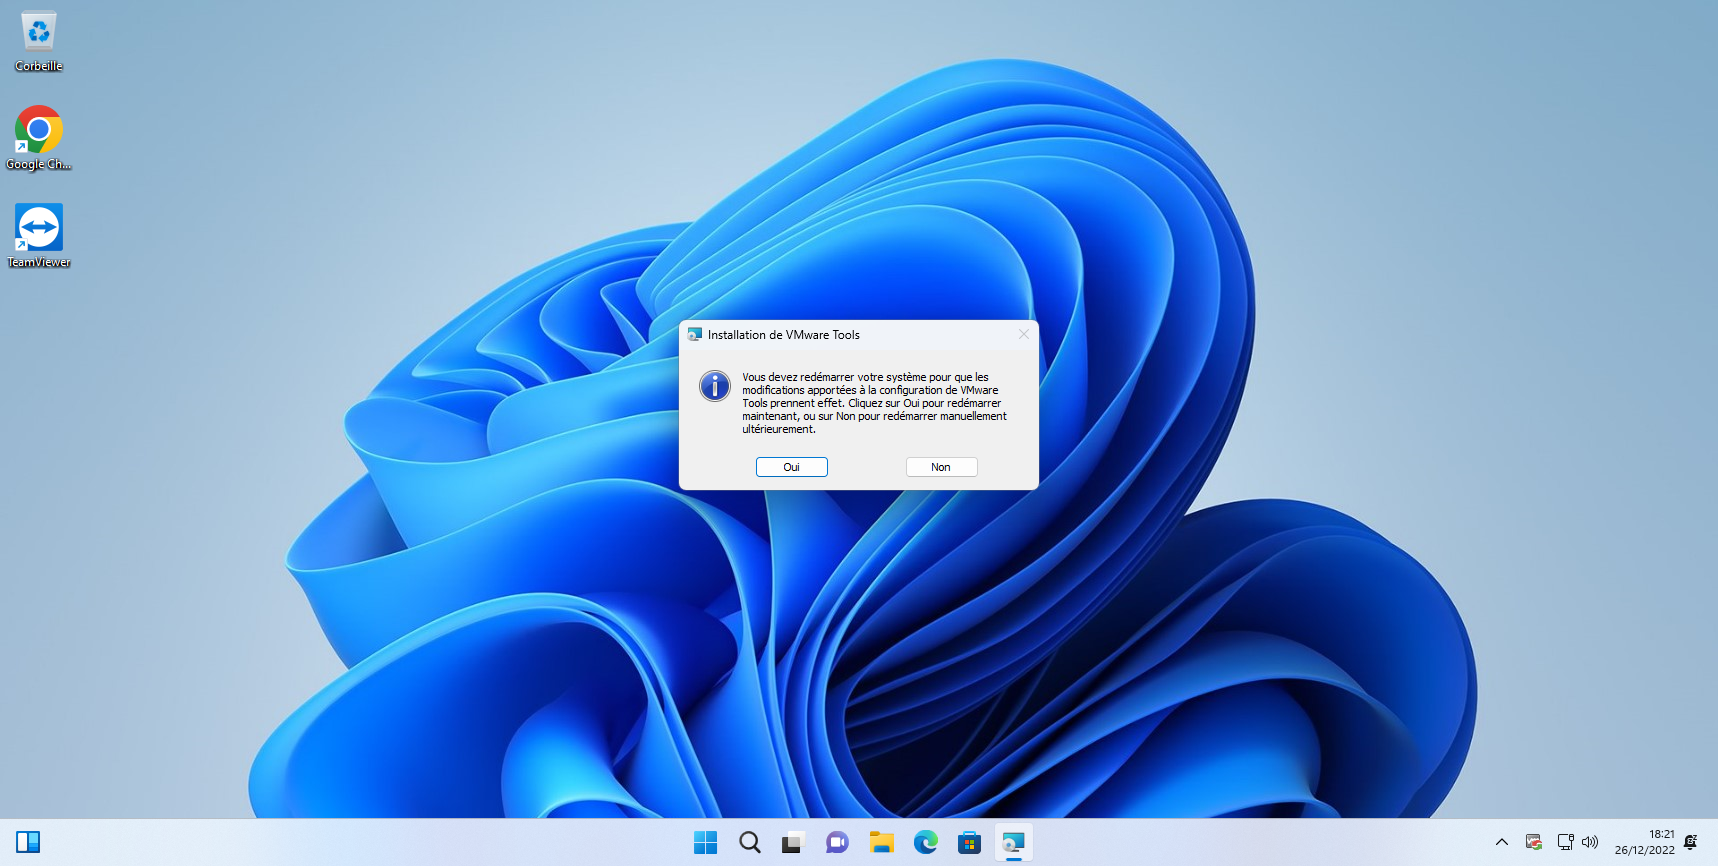 Corbeille
Google Ch...
TeamViewer
Installation de VMware Tools
Vous devez redémarrer votre système pour que les
modifications apportées à la configuration de VMware
Tools prennent effet. Cliquez sur Oui pour redémarrer
maintenant, ou sur Non pour redémarrer manuellement
ultérieurement.
Oui
Non
18:21
26/12/2022